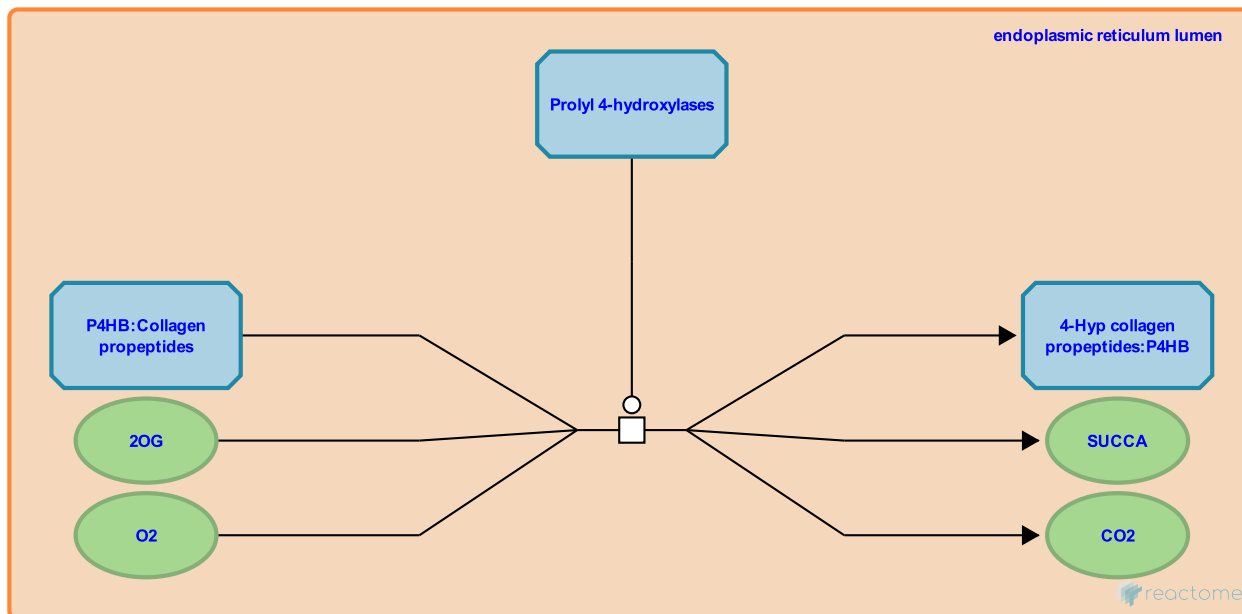 endoplasmic reticulum lumen
Prolyl 4-hydroxylases
P4HB:Collagen
propeptides
4-Hyp collagen
propeptides:P4HB
2OG
SUCCA
O2
CO2
reactome